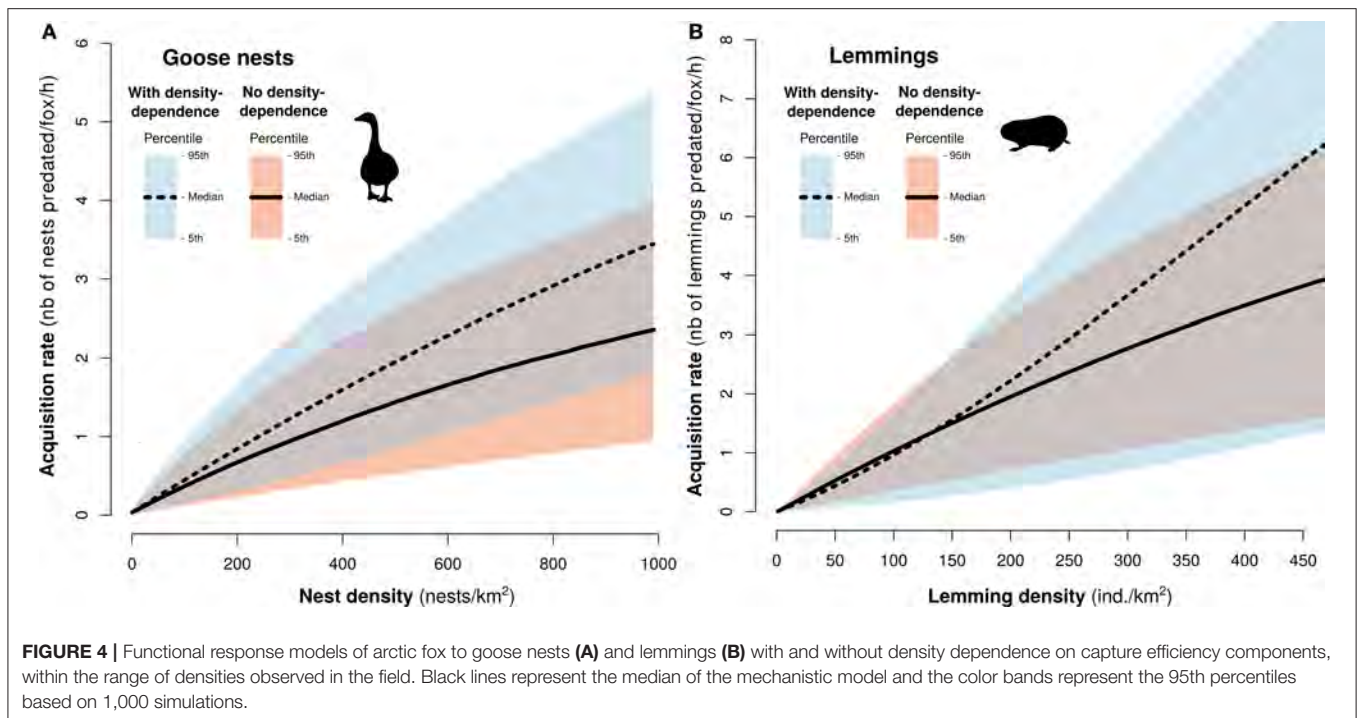 A
Goose nests
With density-
dependence
No density-
dependence
Percentile
Percentile
- 95th
- 95th
- Median
- Median
- 5th
- 5th
Acquisition rate (nb of nests predated/fox/h)
6
5
4
3
2
1
0
0 200 400 600 800 1000
Nest density (nests/km²)
B
Lemmings
With density-
dependence
No density-
dependence
Percentile
Percentile
- 95th
- 95th
- Median
- Median
- 5th
- 5th
Acquisition rate (nb of lemmings predated/fox/h)
8
7
6
5
4
3
2
1
0
0 50 100 150 200 250 300 350 400 450
Lemming density (ind./km²)
FIGURE 4 | Functional response models of arctic fox to goose nests (A) and lemmings (B) with and without density dependence on capture efficiency components,
within the range of densities observed in the field. Black lines represent the median of the mechanistic model and the color bands represent the 95th percentiles
based on 1,000 simulations.